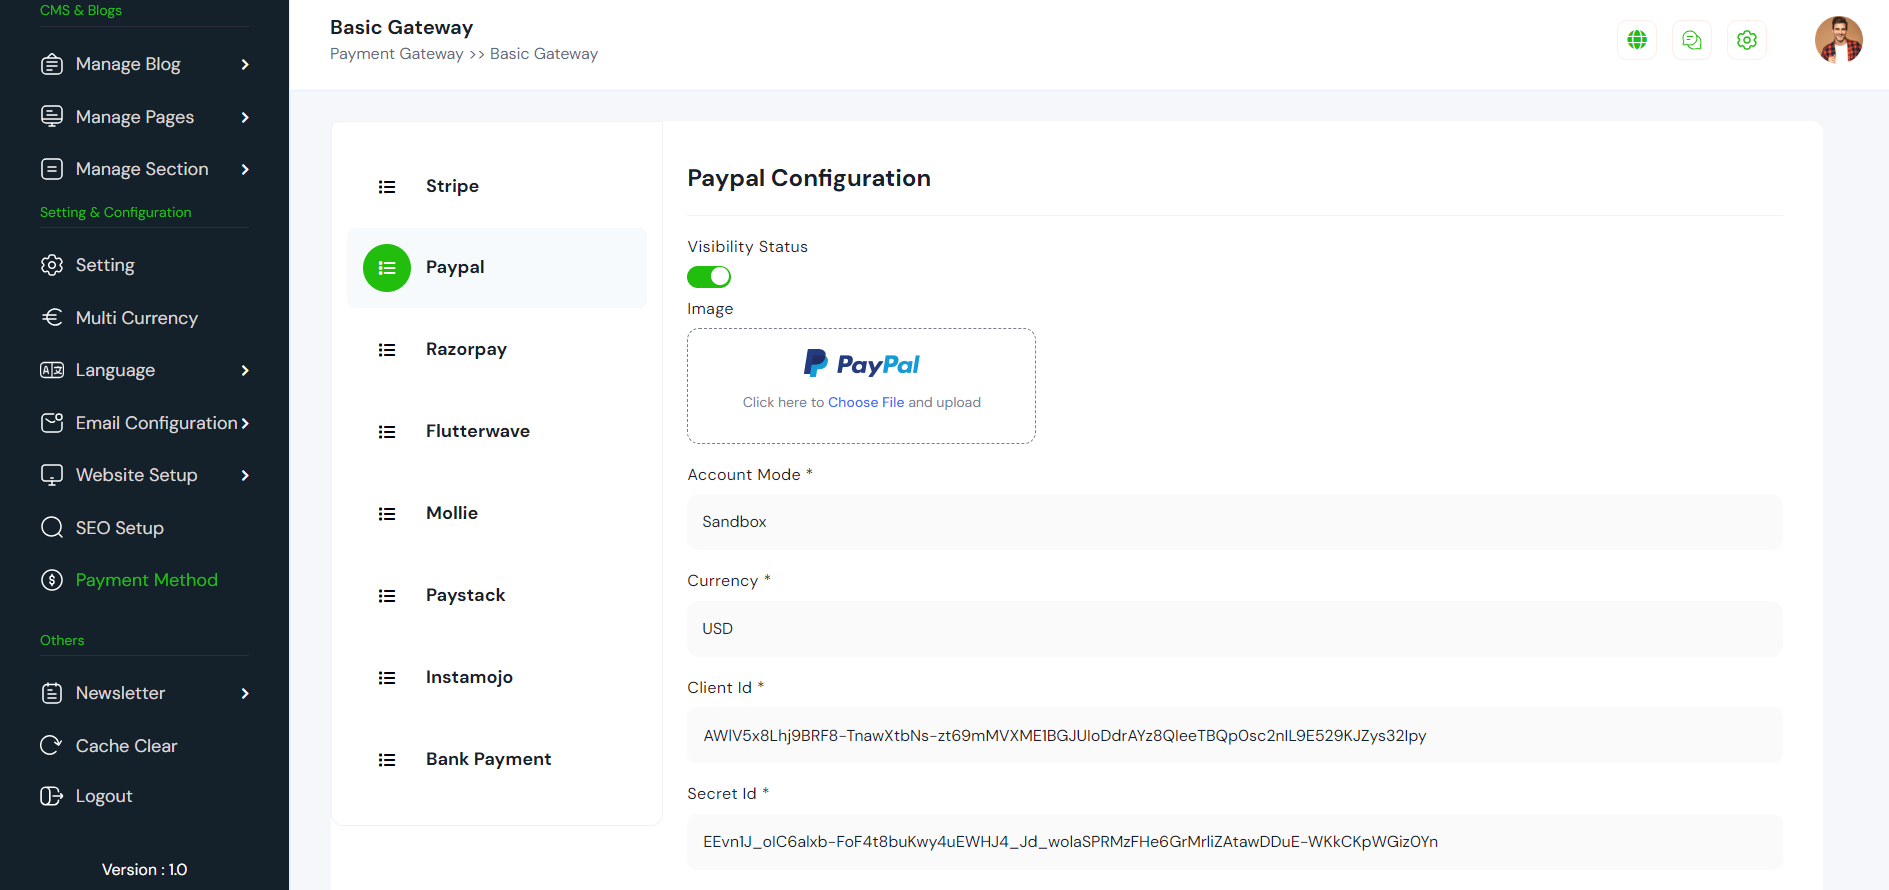 CMS & Blogs
Manage Blog
Manage Pages
Manage Section
Setting & Configuration
Setting
Multi Currency
Language
Email Configuration
Website Setup
SEO Setup
Payment Method
Others
Newsletter
Cache Clear
Logout
Version : 1.0
Basic Gateway
Payment Gateway >> Basic Gateway
Stripe
Paypal
Razorpay
Flutterwave
Mollie
Paystack
Instamojo
Bank Payment
Paypal Configuration
Visibility Status
Image
PayPal
Click here to Choose File and upload
Account Mode *
Sandbox
Currency *
USD
Client Id *
AWlV5x8Lhj9BRF8-TnawXtbNs-zt69mMVXME1BGJUIoDdrAYz8QIeeTBQp0sc2nIL9E529KJZys32Ipy
Secret Id *
EEvn1J_oIC6alxb-FoF4t8buKwy4uEWHJ4_Jd_wolaSPRMzFHe6GrMrliZAtawDDuE-WKkCKpWGiz0Yn